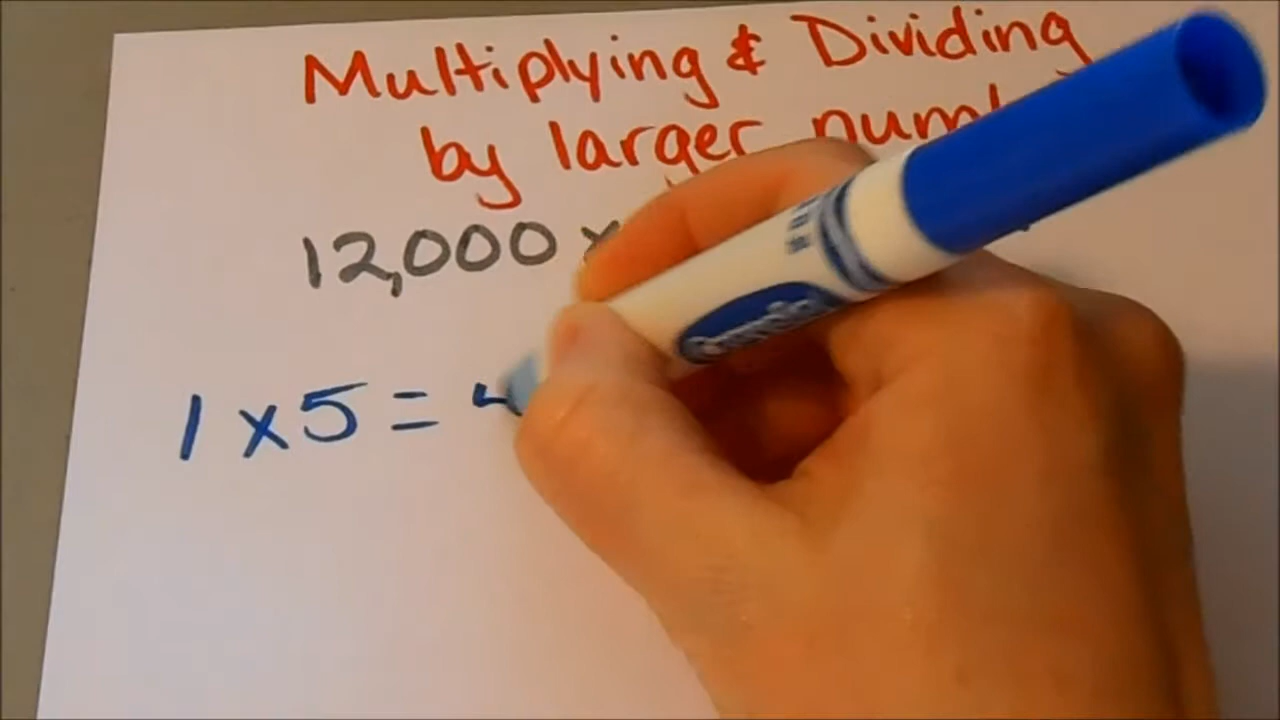 Multiplying & Dividing
by larger
12,000 x
1 x 5 =